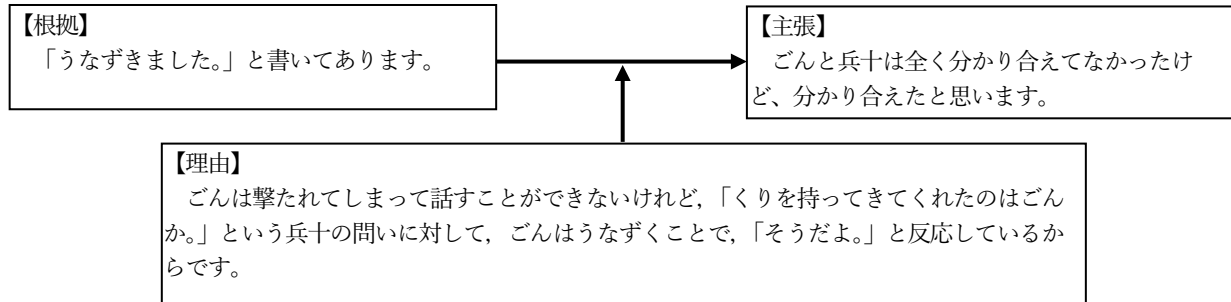 【根拠】
「うなずきました。」と書いてあります。
【主張】
ごんと兵十は全く分かり合えてなかったけ
ど、分かり合えたと思います。
【理由】
ごんは撃たれてしまって話すことができないけれど，「くりを持ってきてくれたのはごん
か。」という兵十の問いに対して，ごんはうなずくことで，「そうだよ。」と反応しているか
らです。